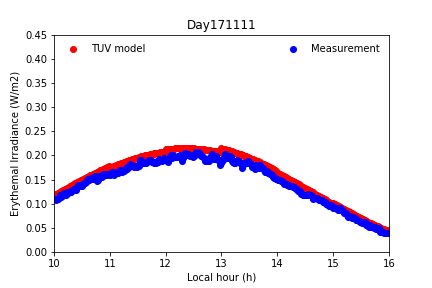 Day171111
TUV model
Measurement
Erythemal Irradiance (W/m2)
0.45
0.40
0.35
0.30
0.25
0.20
0.15
0.10
0.05
0.00
10 11 12 13 14 15 16
Local hour (h)